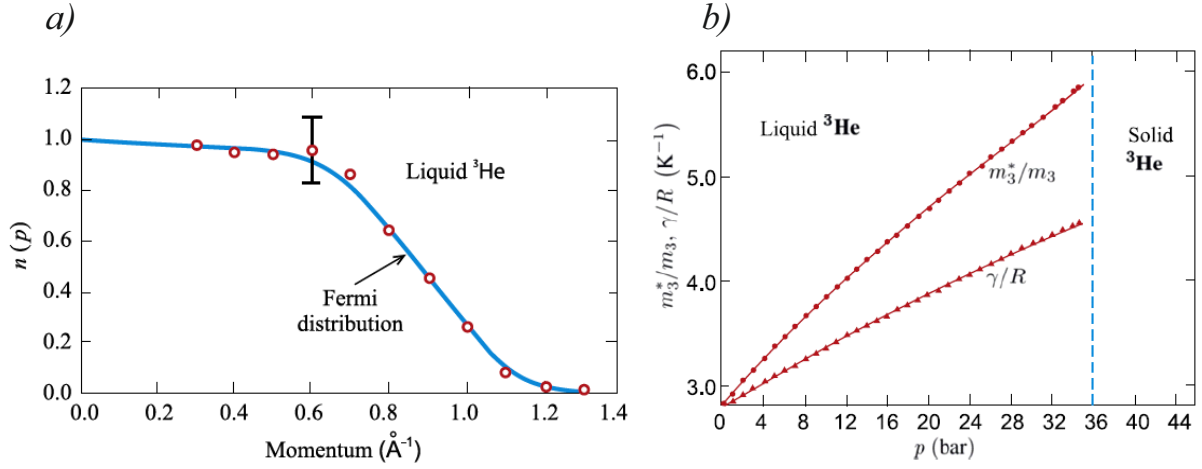 a)
1.2
1.0
0.8
0.6
0.4
0.2
0.0
n (p)
Liquid ³He
Fermi
distribution
0.0 0.2 0.4 0.6 0.8 1.0 1.2 1.4
Momentum (Å⁻¹)
b)
6.0
5.0
4.0
3.0
m₃*/m₃, γ/R (K⁻¹)
Liquid ³He
Solid
³He
m₃*/m₃
γ/R
0 4 8 12 16 20 24 28 32 36 40 44
p (bar)